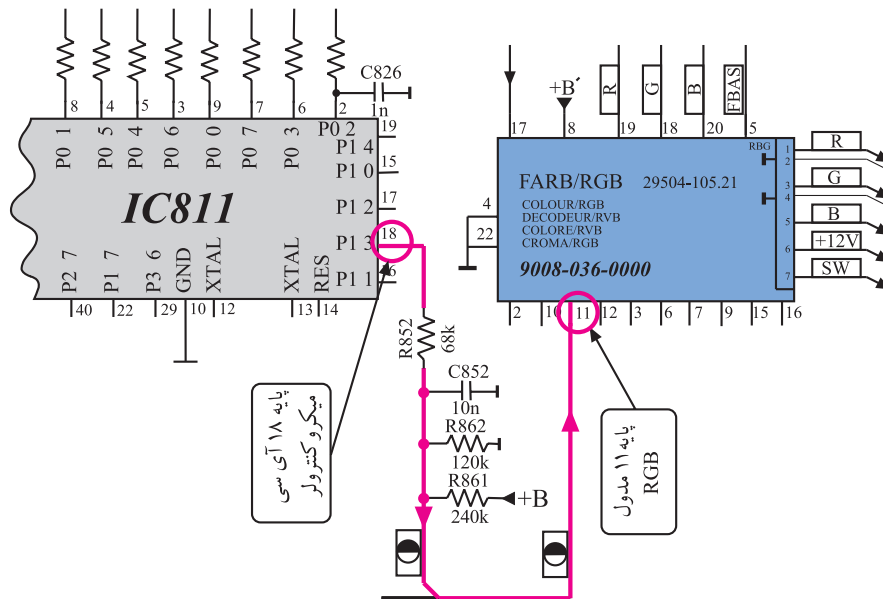 C826
1n
8
4
5
3
9
7
6
2
P0 1
P0 5
P0 4
P0 6
P0 0
P0 7
P0 3
P0 2
19
P1 4
15
P1 0
17
P1 2
18
P1 3
P1 1
IC811
P2 7
P1 7
P3 6
GND
XTAL
XTAL
RES
40
22
29
10
12
13
14
R852
68k
C852
10n
R862
120k
R861
240k
+B
پایه ۱۸ آی سی
میکروکنترولر
+B′
R
G
B
FBAS
17
8
19
18
20
5
RBG
1
2
3
4
5
6
7
R
G
B
+12V
SW
FARB/RGB
29504-105.21
COLOUR/RGB
DECODEUR/RVB
COLORE/RVB
CROMA/RGB
9008-036-0000
4
22
2
10
11
12
3
6
7
9
15
16
پایه ۱۱ مدول
RGB